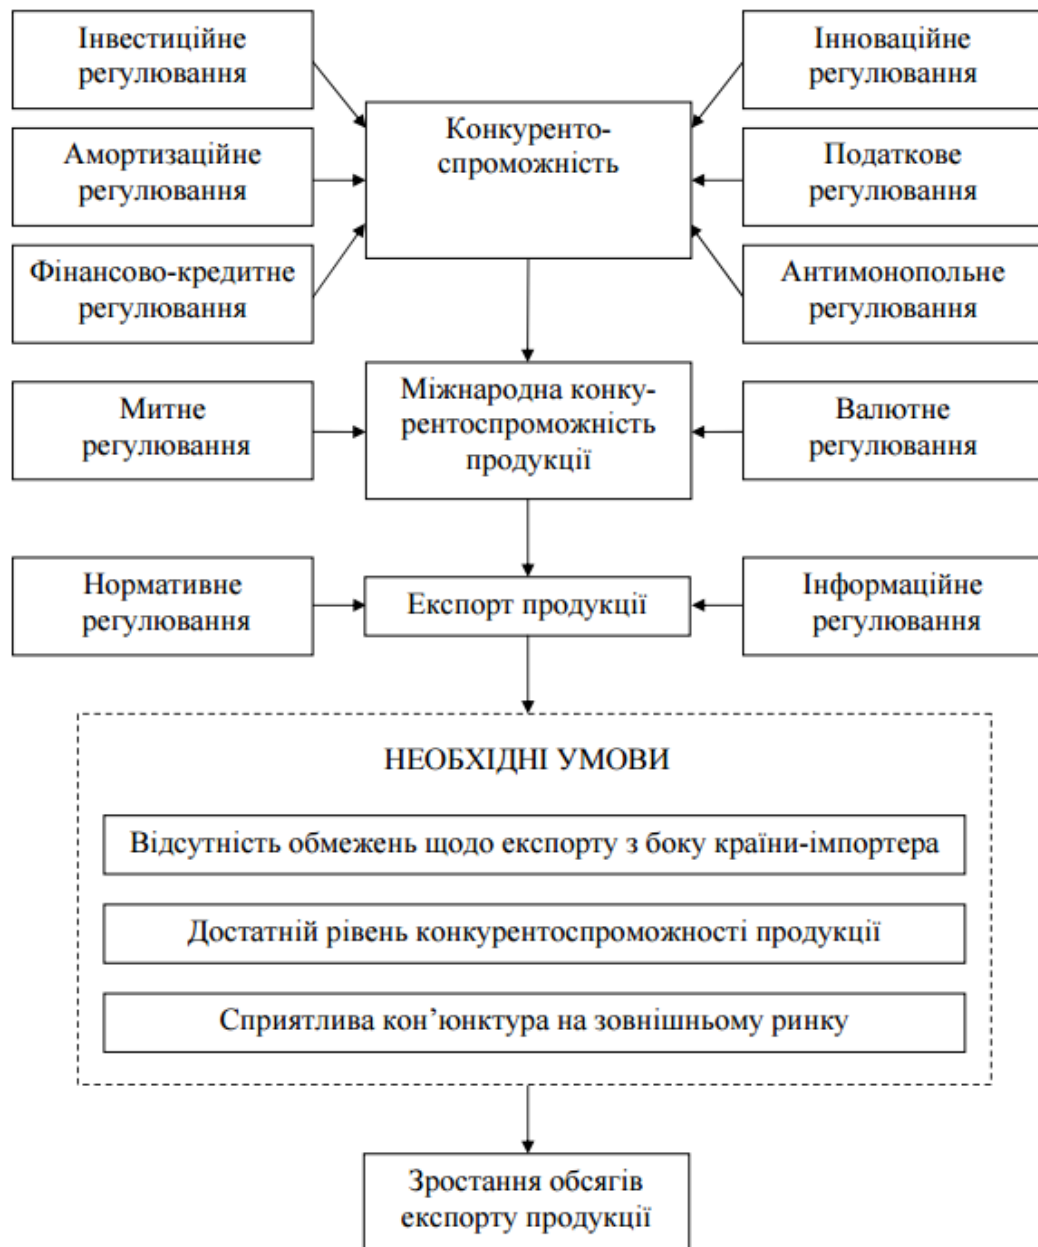 Інвестиційне
регулювання
Інноваційне
регулювання
Конкуренто-
спроможність
Амортизаційне
регулювання
Податкове
регулювання
Фінансово-кредитне
регулювання
Антимонопольне
регулювання
Митне
регулювання
Міжнародна конку-
рентоспроможність
продукції
Валютне
регулювання
Нормативне
регулювання
Експорт продукції
Інформаційне
регулювання
НЕОБХІДНІ УМОВИ
Відсутність обмежень щодо експорту з боку країни-імпортера
Достатній рівень конкурентоспроможності продукції
Сприятлива кон’юнктура на зовнішньому ринку
Зростання обсягів
експорту продукції